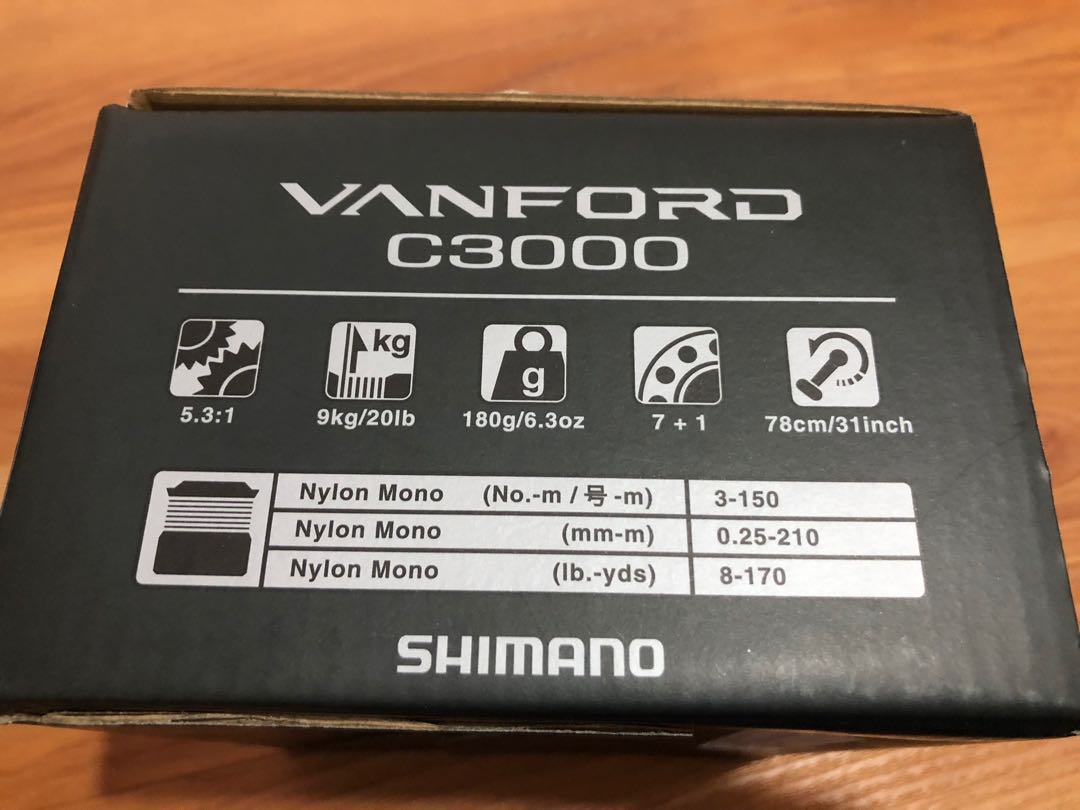 VANFORD
C3000
kg
g
5.3:1 9kg/20lb 180g/6.3oz 7 + 1 78cm/31inch
Nylon Mono (No.-m / 号 -m) 3-150
Nylon Mono (mm-m) 0.25-210
Nylon Mono (lb.-yds) 8-170
SHIMANO